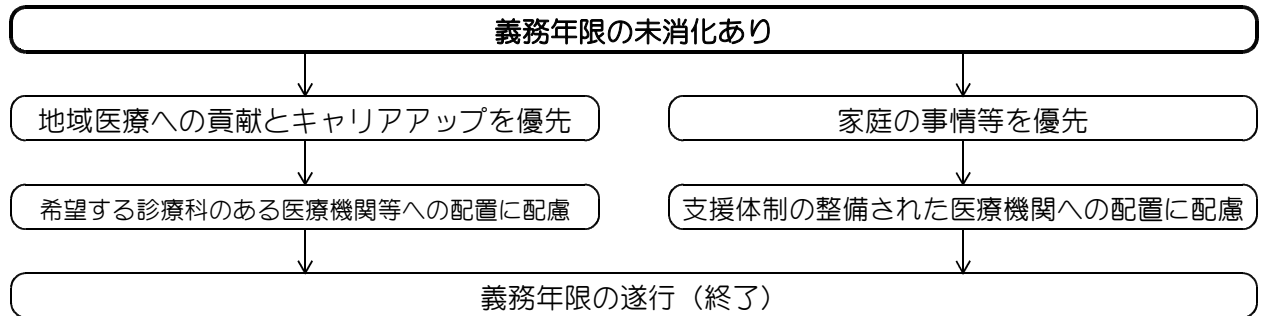 義務年限の未消化あり
地域医療への貢献とキャリアアップを優先
家庭の事情等を優先
希望する診療科のある医療機関等への配置に配慮
支援体制の整備された医療機関への配置に配慮
義務年限の遂行（終了）